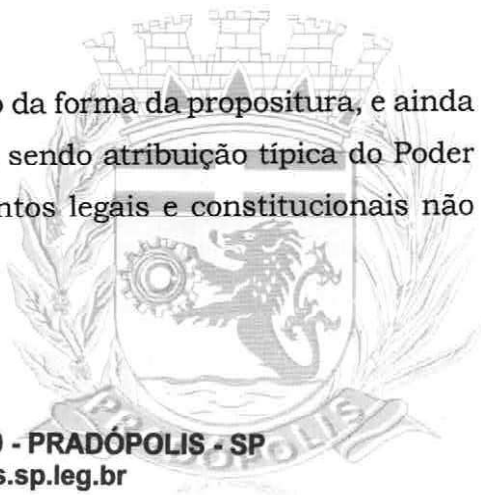 o da forma da propositura, e ainda
sendo atribuição típica do Poder
ntos legais e constitucionais não
PRADÓPOLIS
- PRADÓPOLIS - SP
s.sp.leg.br